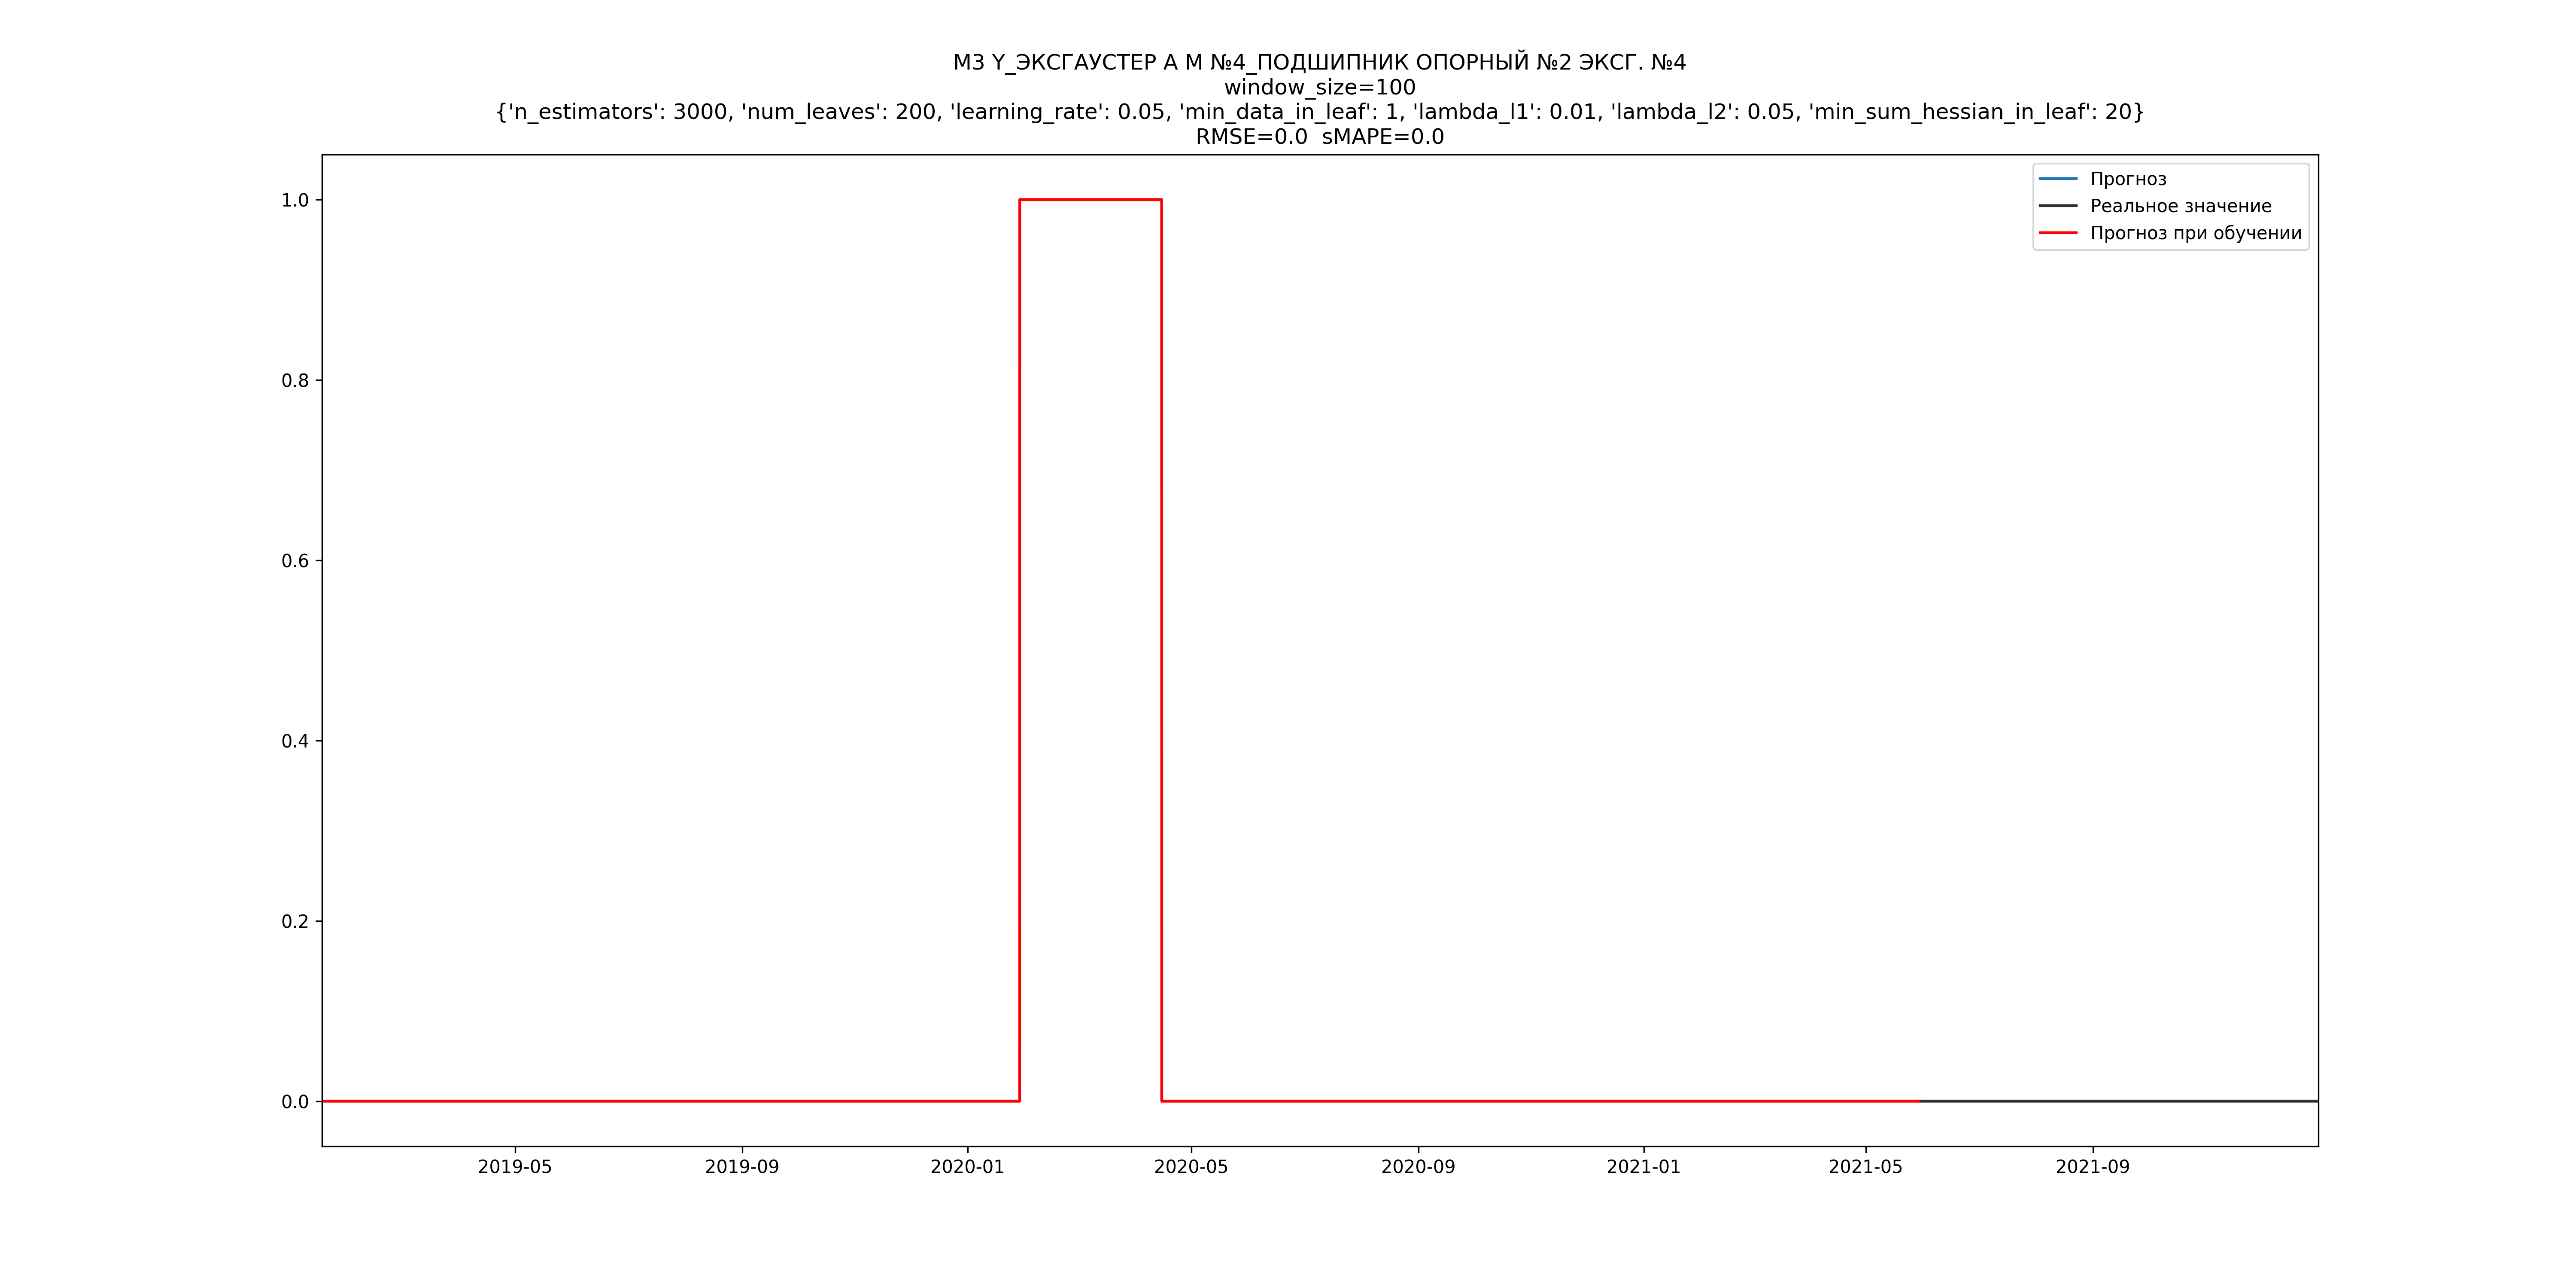 М3 Y_ЭКСГАУСТЕР А М №4_ПОДШИПНИК ОПОРНЫЙ №2 ЭКСГ. №4
window_size=100
{'n_estimators': 3000, 'num_leaves': 200, 'learning_rate': 0.05, 'min_data_in_leaf': 1, 'lambda_l1': 0.01, 'lambda_l2': 0.05, 'min_sum_hessian_in_leaf': 20}
RMSE=0.0  sMAPE=0.0
Прогноз
Реальное значение
Прогноз при обучении
1.0
0.8
0.6
0.4
0.2
0.0
2019-05 2019-09 2020-01 2020-05 2020-09 2021-01 2021-05 2021-09